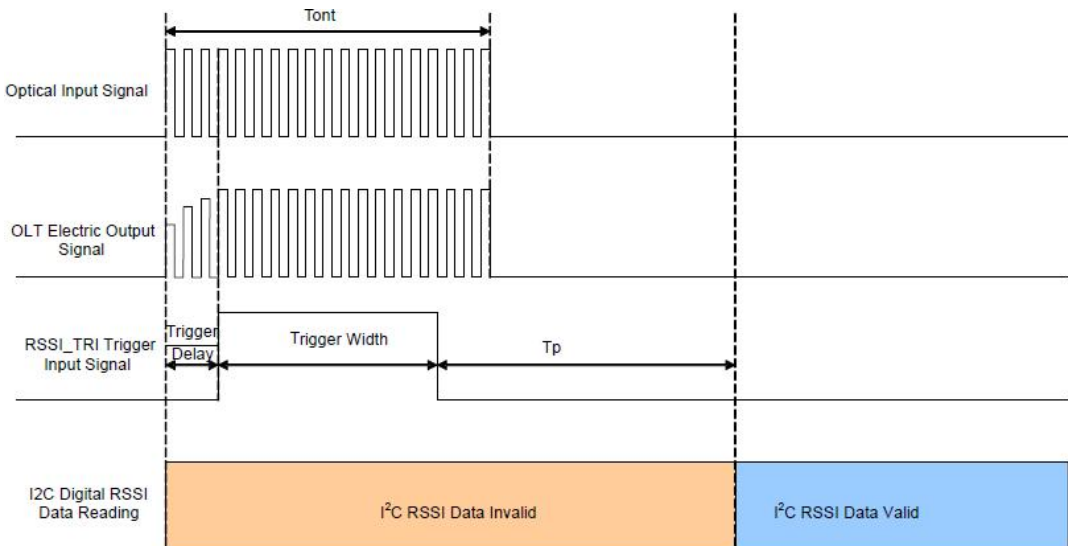 Tont
Optical Input Signal
OLT Electric Output
Signal
RSSI_TRI Trigger
Input Signal
Trigger
Delay
Trigger Width
Tp
I2C Digital RSSI
Data Reading
I²C RSSI Data Invalid
I²C RSSI Data Valid